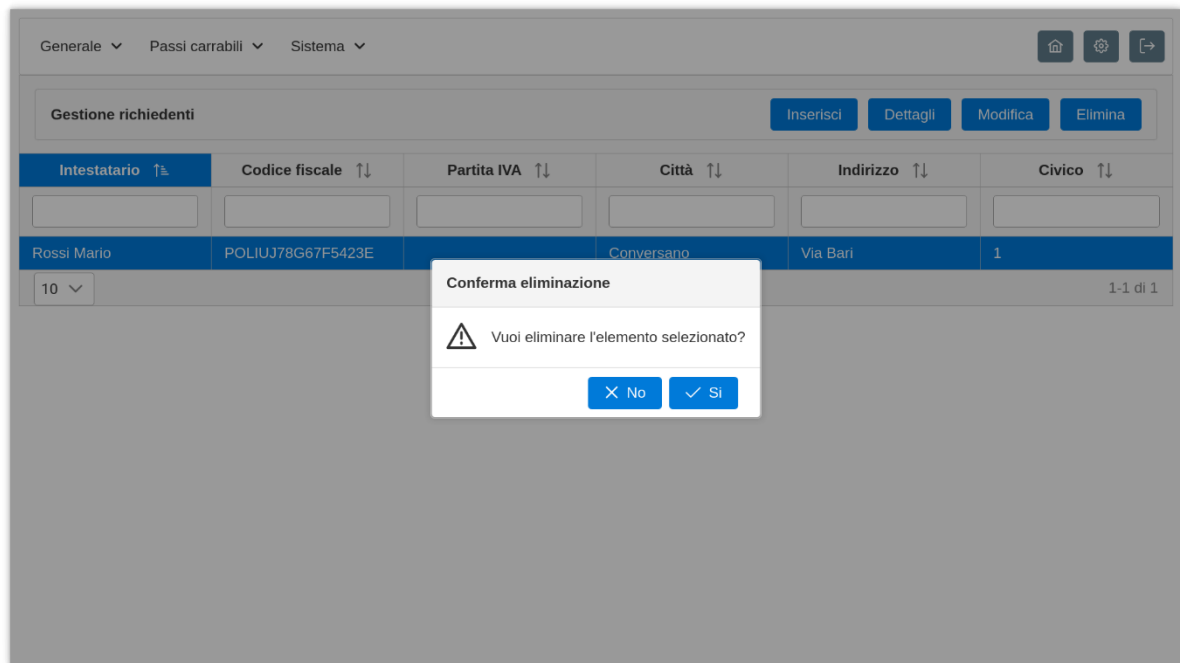 Generale Passi carrabili Sistema
Gestione richiedenti Inserisci Dettagli Modifica Elimina
Intestatario Codice fiscale Partita IVA Città Indirizzo Civico
Rossi Mario POLIUJ78G67F5423E Conversano Via Bari 1
10 1-1 di 1
Conferma eliminazione
Vuoi eliminare l'elemento selezionato?
No Si